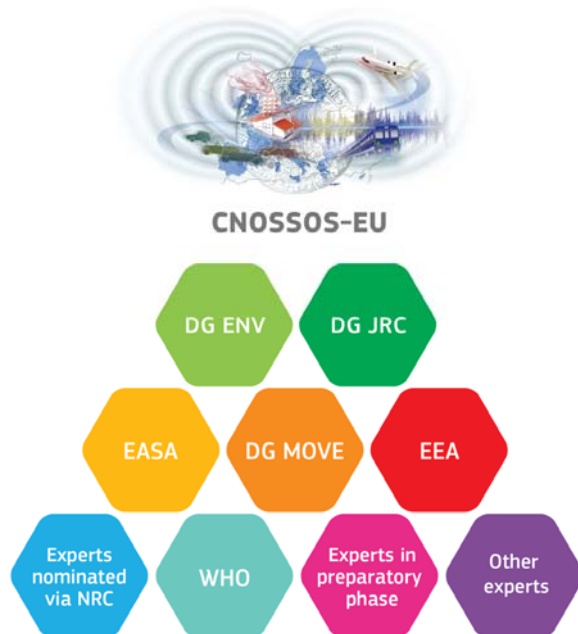 CNOSSOS-EU
DG ENV
DG JRC
EASA
DG MOVE
EEA
Experts
nominated
via NRC
WHO
Experts in
preparatory
phase
Other
experts